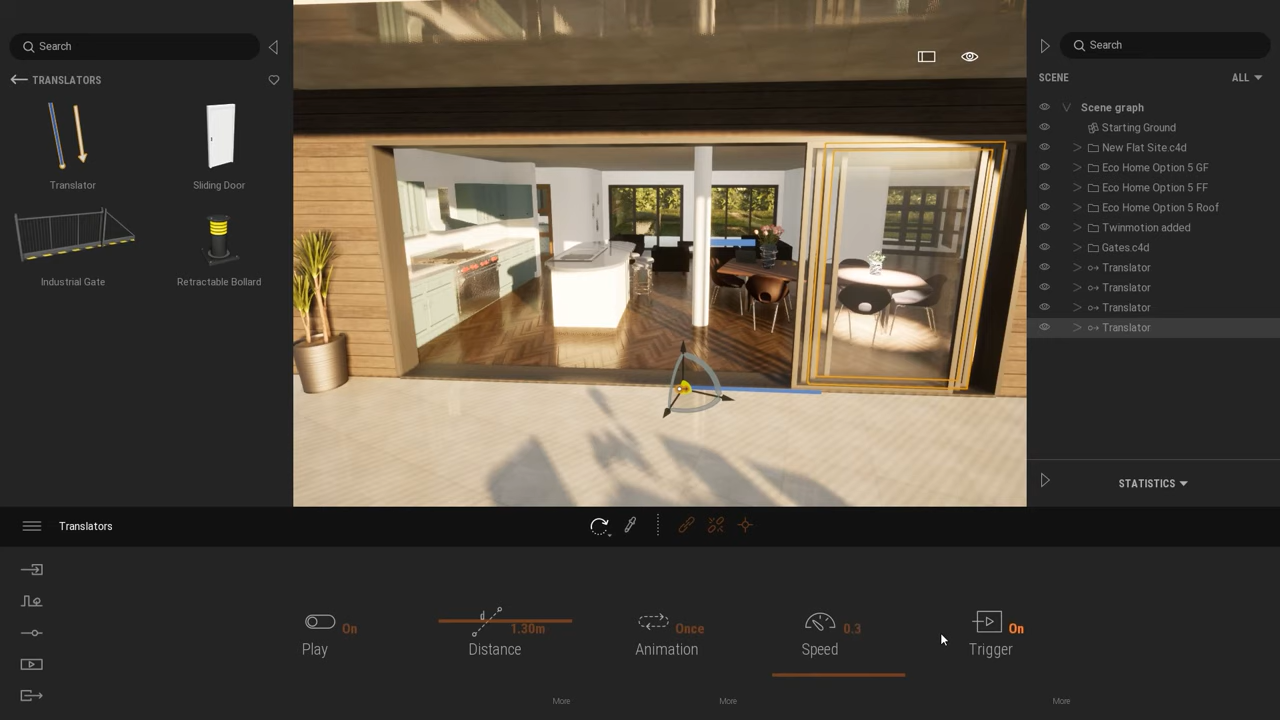 Search
TRANSLATORS
Translator
Sliding Door
Industrial Gate
Retractable Bollard
Search
SCENE
ALL
Scene graph
Starting Ground
New Flat Site.c4d
Eco Home Option 5 GF
Eco Home Option 5 FF
Eco Home Option 5 Roof
Twinmotion added
Gates.c4d
Translator
Translator
Translator
Translator
STATISTICS
Translators
On
Play
d
1.30m
Distance
More
Once
Animation
More
0.3
Speed
On
Trigger
More